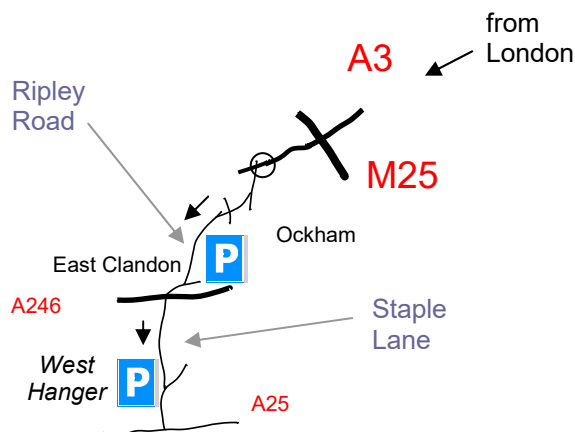 from
London
A3
Ripley
Road
M25
Ockham
P
East Clandon
A246
Staple
Lane
West
Hanger
P
A25